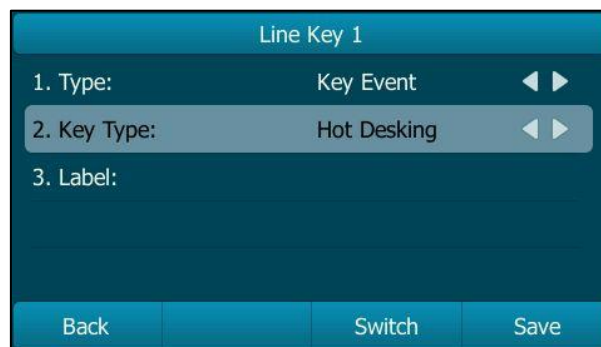 Line Key 1
1. Type: Key Event
2. Key Type: Hot Desking
3. Label:
Back Switch Save